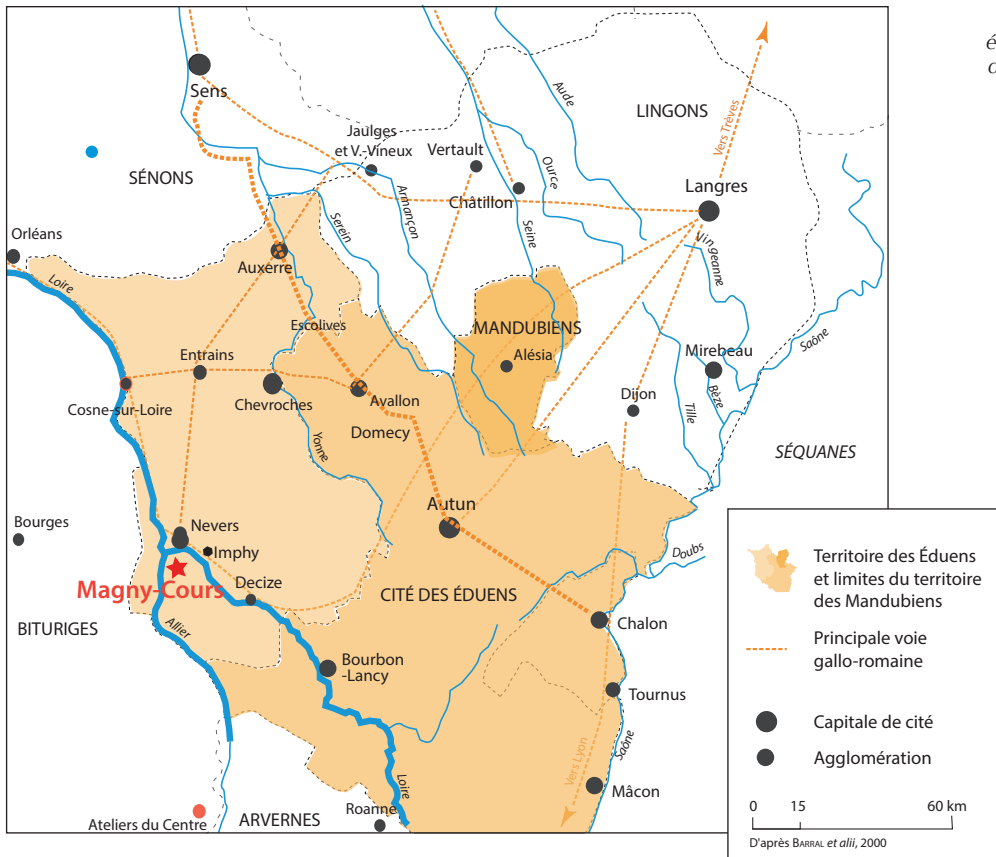 é
d
Sens
Aude
LINGONS
Vers Trèves
Jaulges
et V.-Vineux
Vertault
Ource
SÉNONS
Langres
Châtillon
Armançon
Serein
Seine
Orléans
Vingeanne
Auxerre
Loire
Escolives
MANDUBIENS
Saône
Entrains
Alésia
Mirebeau
Cosne-sur-Loire
Chevroches
Avallon
Dijon
Bèze
Tille
Domecy
Yonne
SÉQUANES
Autun
Bourges
Nevers
Imphy
Doubs
Magny-Cours
Decize
CITÉ DES ÉDUENS
Chalon
BITURIGES
Allier
Bourbon
-Lancy
Tournus
Saône
Vers Lyon
Loire
Mâcon
Roanne
Ateliers du Centre
ARVERNES
Territoire des Éduens
et limites du territoire
des Mandubiens
Principale voie
gallo-romaine
Capitale de cité
Agglomération
0 15 60 km
D'après BARRAL et alii, 2000